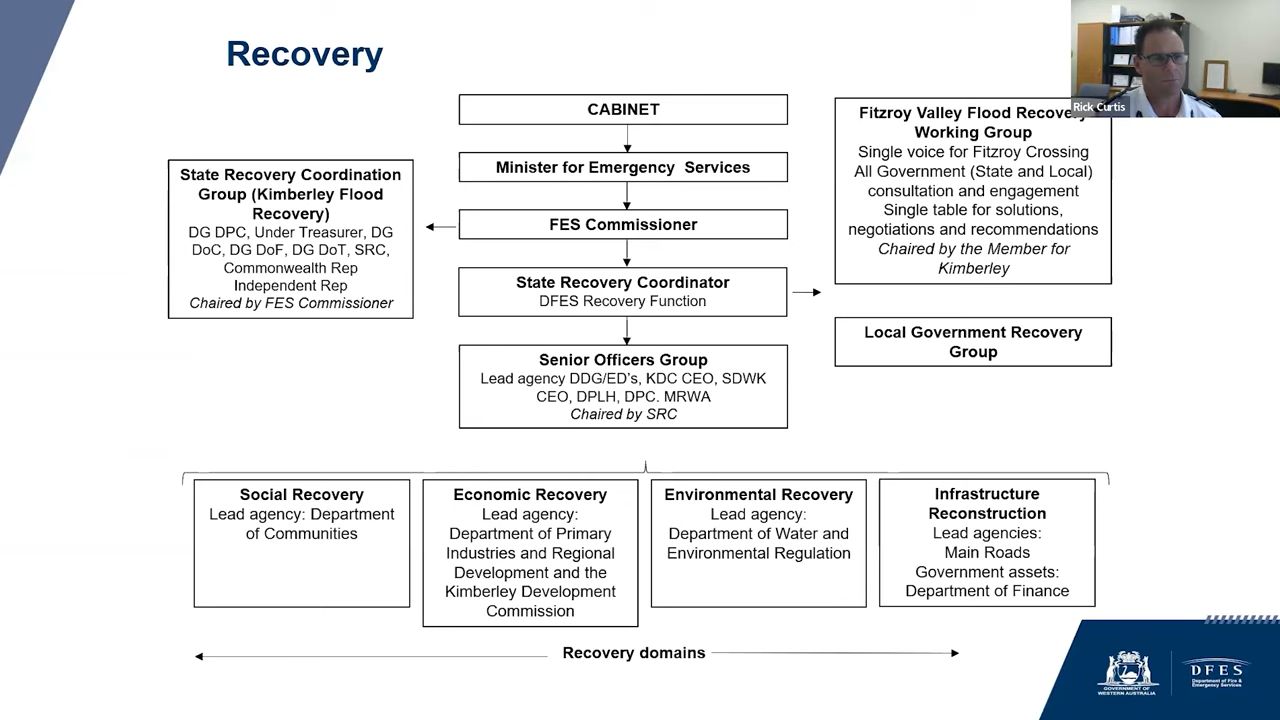 Recovery
Rick Curtis
CABINET
Minister for Emergency Services
FES Commissioner
State Recovery Coordinator
DFES Recovery Function
Senior Officers Group
Lead agency DDG/ED's, KDC CEO, SDWK
CEO, DPLH, DPC. MRWA
Chaired by SRC
State Recovery Coordination
Group (Kimberley Flood
Recovery)
DG DPC, Under Treasurer, DG
DoC, DG DoF, DG DoT, SRC,
Commonwealth Rep
Independent Rep
Chaired by FES Commissioner
Fitzroy Valley Flood Recovery
Working Group
Single voice for Fitzroy Crossing
All Government (State and Local)
consultation and engagement
Single table for solutions,
negotiations and recommendations
Chaired by the Member for
Kimberley
Local Government Recovery
Group
Social Recovery
Lead agency: Department
of Communities
Economic Recovery
Lead agency:
Department of Primary
Industries and Regional
Development and the
Kimberley Development
Commission
Environmental Recovery
Lead agency:
Department of Water and
Environmental Regulation
Infrastructure
Reconstruction
Lead agencies:
Main Roads
Government assets:
Department of Finance
Recovery domains
GOVERNMENT OF
WESTERN AUSTRALIA
DFES
Department of Fire &
Emergency Services